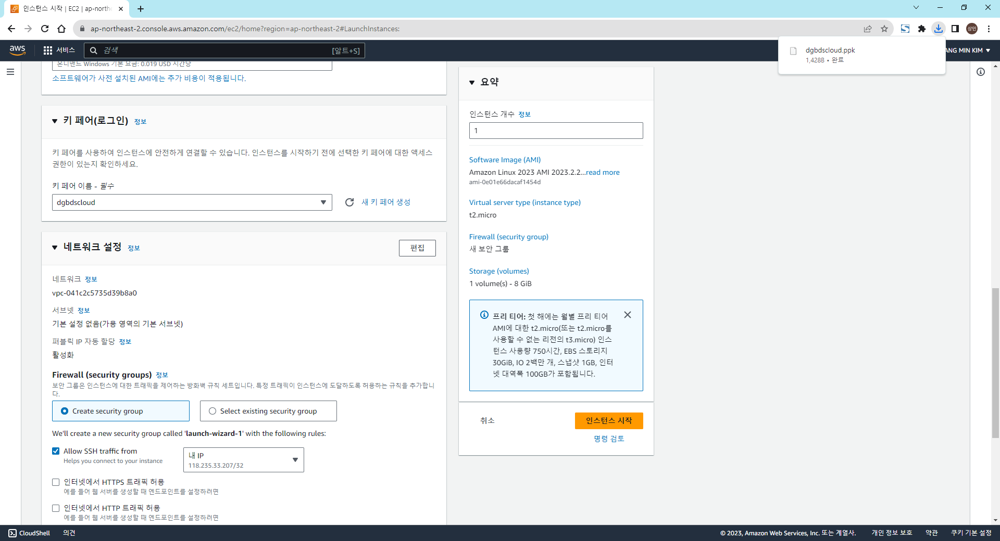 인스턴스 시작 | EC2 | ap-northe
ap-northeast-2.console.aws.amazon.com/ec2/home?region=ap-northeast-2#LaunchInstances:
상민
aws
서비스
검색
[알트+S]
ANG MIN KIM
dgbdscloud.ppk
1,428B • 완료
온디맨드 Windows 기본 요금: 0.019 USD 시간당
소프트웨어가 사전 설치된 AMI에는 추가 비용이 적용됩니다.
키 페어(로그인) 정보
키 페어를 사용하여 인스턴스에 안전하게 연결할 수 있습니다. 인스턴스를 시작하기 전에 선택한 키 페어에 대한 액세스
권한이 있는지 확인하세요.
키 페어 이름 - 필수
dgbdscloud
새 키 페어 생성
네트워크 설정 정보
편집
네트워크 정보
vpc-041c2c5735d39b8a0
서브넷 정보
기본 설정 없음(가용 영역의 기본 서브넷)
퍼블릭 IP 자동 할당 정보
활성화
Firewall (security groups) 정보
보안 그룹은 인스턴스에 대한 트래픽을 제어하는 방화벽 규칙 세트입니다. 특정 트래픽이 인스턴스에 도달하도록 허용하는 규칙을 추가합니
다.
Create security group
Select existing security group
We'll create a new security group called 'launch-wizard-1' with the following rules:
Allow SSH traffic from
Helps you connect to your instance
내 IP
118.235.33.207/32
인터넷에서 HTTPS 트래픽 허용
예를 들어 웹 서버를 생성할 때 엔드포인트를 설정하려면
인터넷에서 HTTP 트래픽 허용
예를 들어 웹 서버를 생성할 때 엔드포인트를 설정하려면
요약
인스턴스 개수 정보
1
Software Image (AMI)
Amazon Linux 2023 AMI 2023.2.2...read more
ami-0e01e66dacaf1454d
Virtual server type (instance type)
t2.micro
Firewall (security group)
새 보안 그룹
Storage (volumes)
1 volume(s) - 8 GiB
프리 티어: 첫 해에는 월별 프리 티어
AMI에 대한 t2.micro(또는 t2.micro를
사용할 수 없는 리전의 t3.micro) 인스
턴스 사용량 750시간, EBS 스토리지
30GiB, IO 2백만 개, 스냅샷 1GB, 인터
넷 대역폭 100GB가 포함됩니다.
취소
인스턴스 시작
명령 검토
CloudShell
의견
© 2023, Amazon Web Services, Inc. 또는 계열사.
개인 정보 보호
약관
쿠키 기본 설정